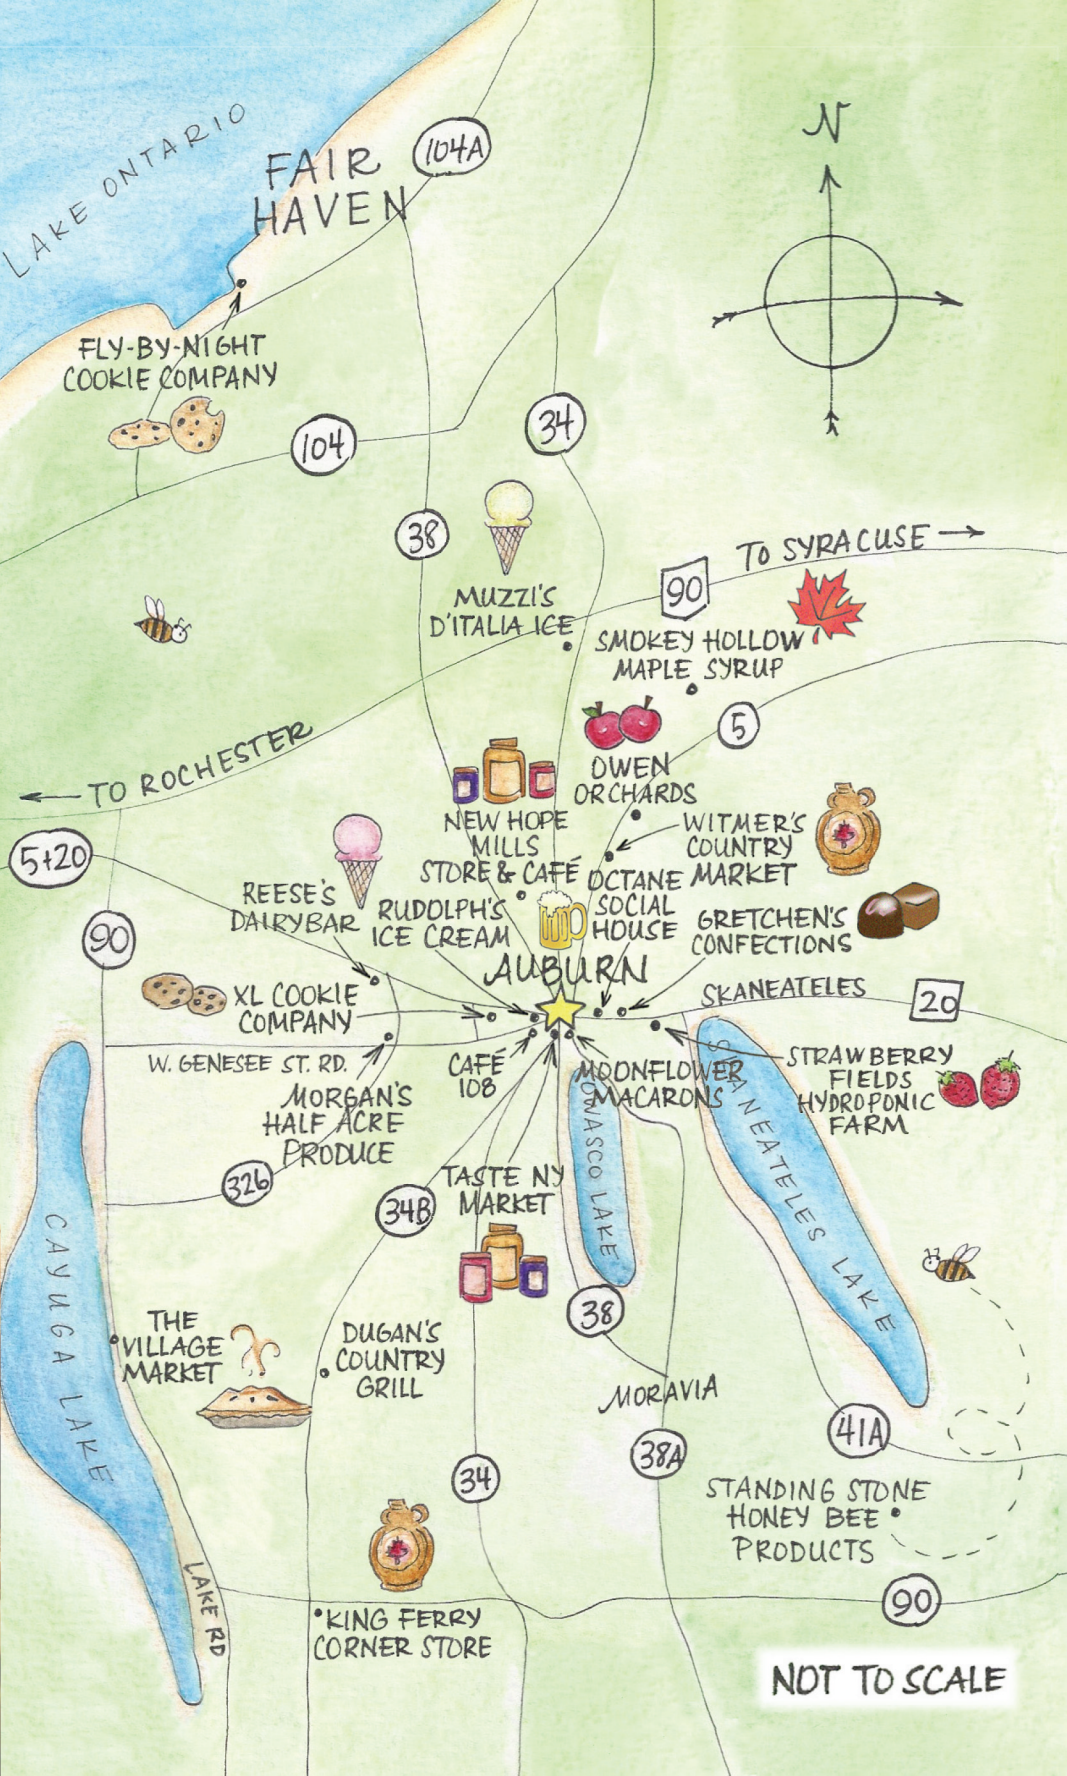 LAKE ONTARIO
FAIR
HAVEN
104A
N
FLY-BY-NIGHT
COOKIE COMPANY
104
34
38
TO SYRACUSE
90
MUZZI'S
D'ITALIA ICE
SMOKEY HOLLOW
MAPLE SYRUP
5
TO ROCHESTER
OWEN
ORCHARDS
NEW HOPE
MILLS
STORE & CAFÉ
WITMER'S
COUNTRY
MARKET
5+20
REESE'S
DAIRYBAR
RUDOLPH'S
ICE CREAM
OCTANE
SOCIAL
HOUSE
GRETCHEN'S
CONFECTIONS
90
AUBURN
XL COOKIE
COMPANY
SKANEATELES
20
W. GENESEE ST. RD.
CAFÉ
108
MOONFLOWER
MACARONS
STRAWBERRY
FIELDS
HYDROPONIC
FARM
MORGAN'S
HALF ACRE
PRODUCE
OWASCO LAKE
SKANEATELES LAKE
326
34B
TASTE NY
MARKET
CAYUGA LAKE
38
THE
VILLAGE
MARKET
DUGAN'S
COUNTRY
GRILL
MORAVIA
41A
38A
34
STANDING STONE
HONEY BEE
PRODUCTS
LAKE RD
90
KING FERRY
CORNER STORE
NOT TO SCALE